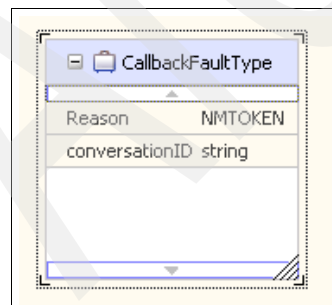 CallbackFaultType
Reason NMTOKEN
conversationID string